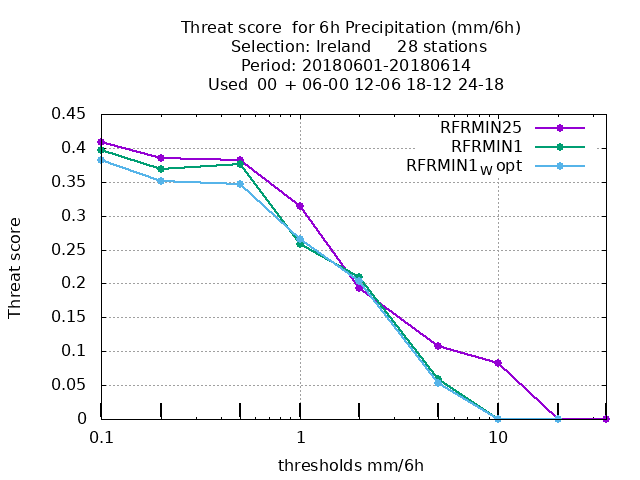 Threat score  for 6h Precipitation (mm/6h)
Selection: Ireland     28 stations
Period: 20180601-20180614
Used  00  + 06-00 12-06 18-12 24-18
RFRMIN25
RFRMIN1
RFRMIN1W opt
Threat score
0.45
0.4
0.35
0.3
0.25
0.2
0.15
0.1
0.05
0
0.1 1 10
thresholds mm/6h